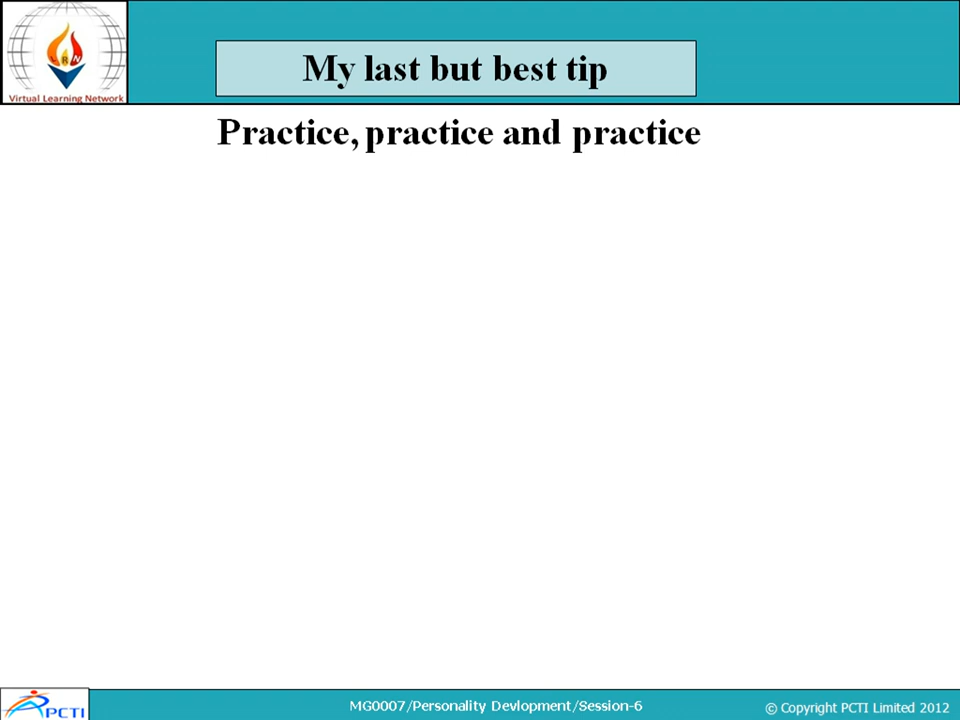 LRN
Virtual Learning Network
My last but best tip
Practice, practice and practice
PCTI
MG0007/Personality Devlopment/Session-6
© Copyright PCTI Limited 2012